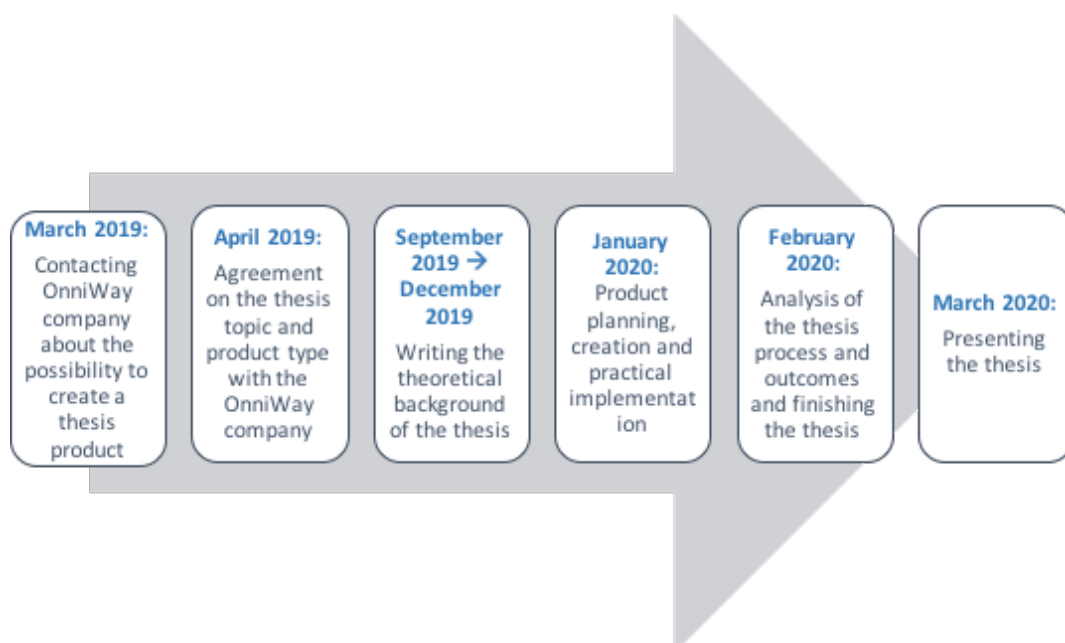 March 2019:
Contacting
OnniWay
company
about the
possibility to
create a
thesis
product
April 2019:
Agreement
on the thesis
topic and
product type
with the
OnniWay
company
September
2019 →
December
2019
Writing the
theoretical
background
of the thesis
January
2020:
Product
planning,
creation and
practical
implementat
ion
February
2020:
Analysis of
the thesis
process and
outcomes
and finishing
the thesis
March 2020:
Presenting
the thesis